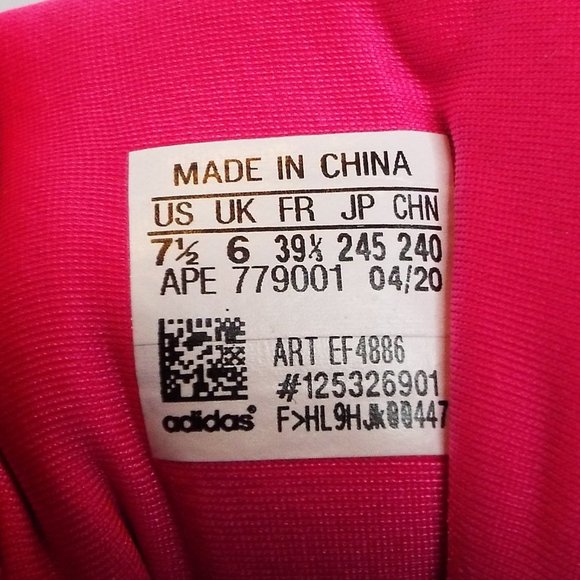 MADE IN CHINA
US UK FR JP CHN
7½ 6 39⅓ 245 240
APE 779001 04/20
ART EF4886
#125326901
adidas®